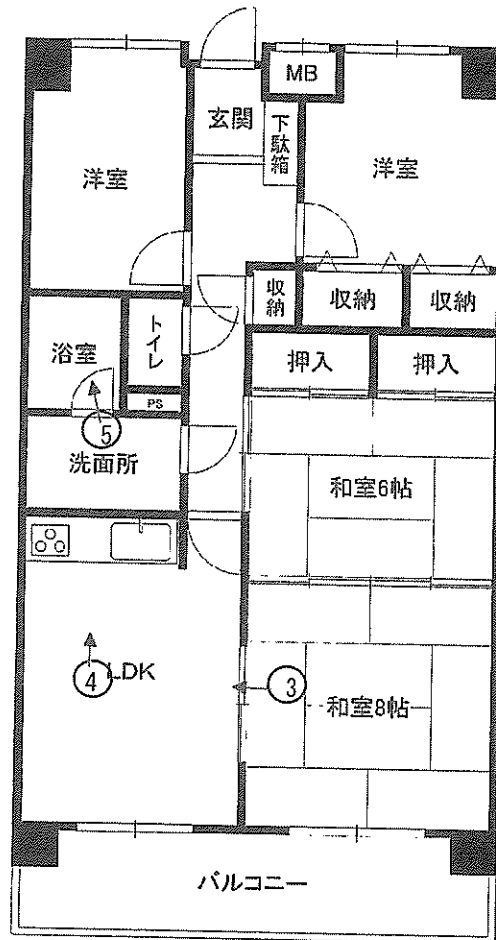 MB
玄関
下駄箱
洋室
洋室
収納
収納
収納
トイレ
浴室
押入
押入
PS
⑤
洗面所
和室6帖
③
④
LDK
和室8帖
バルコニー